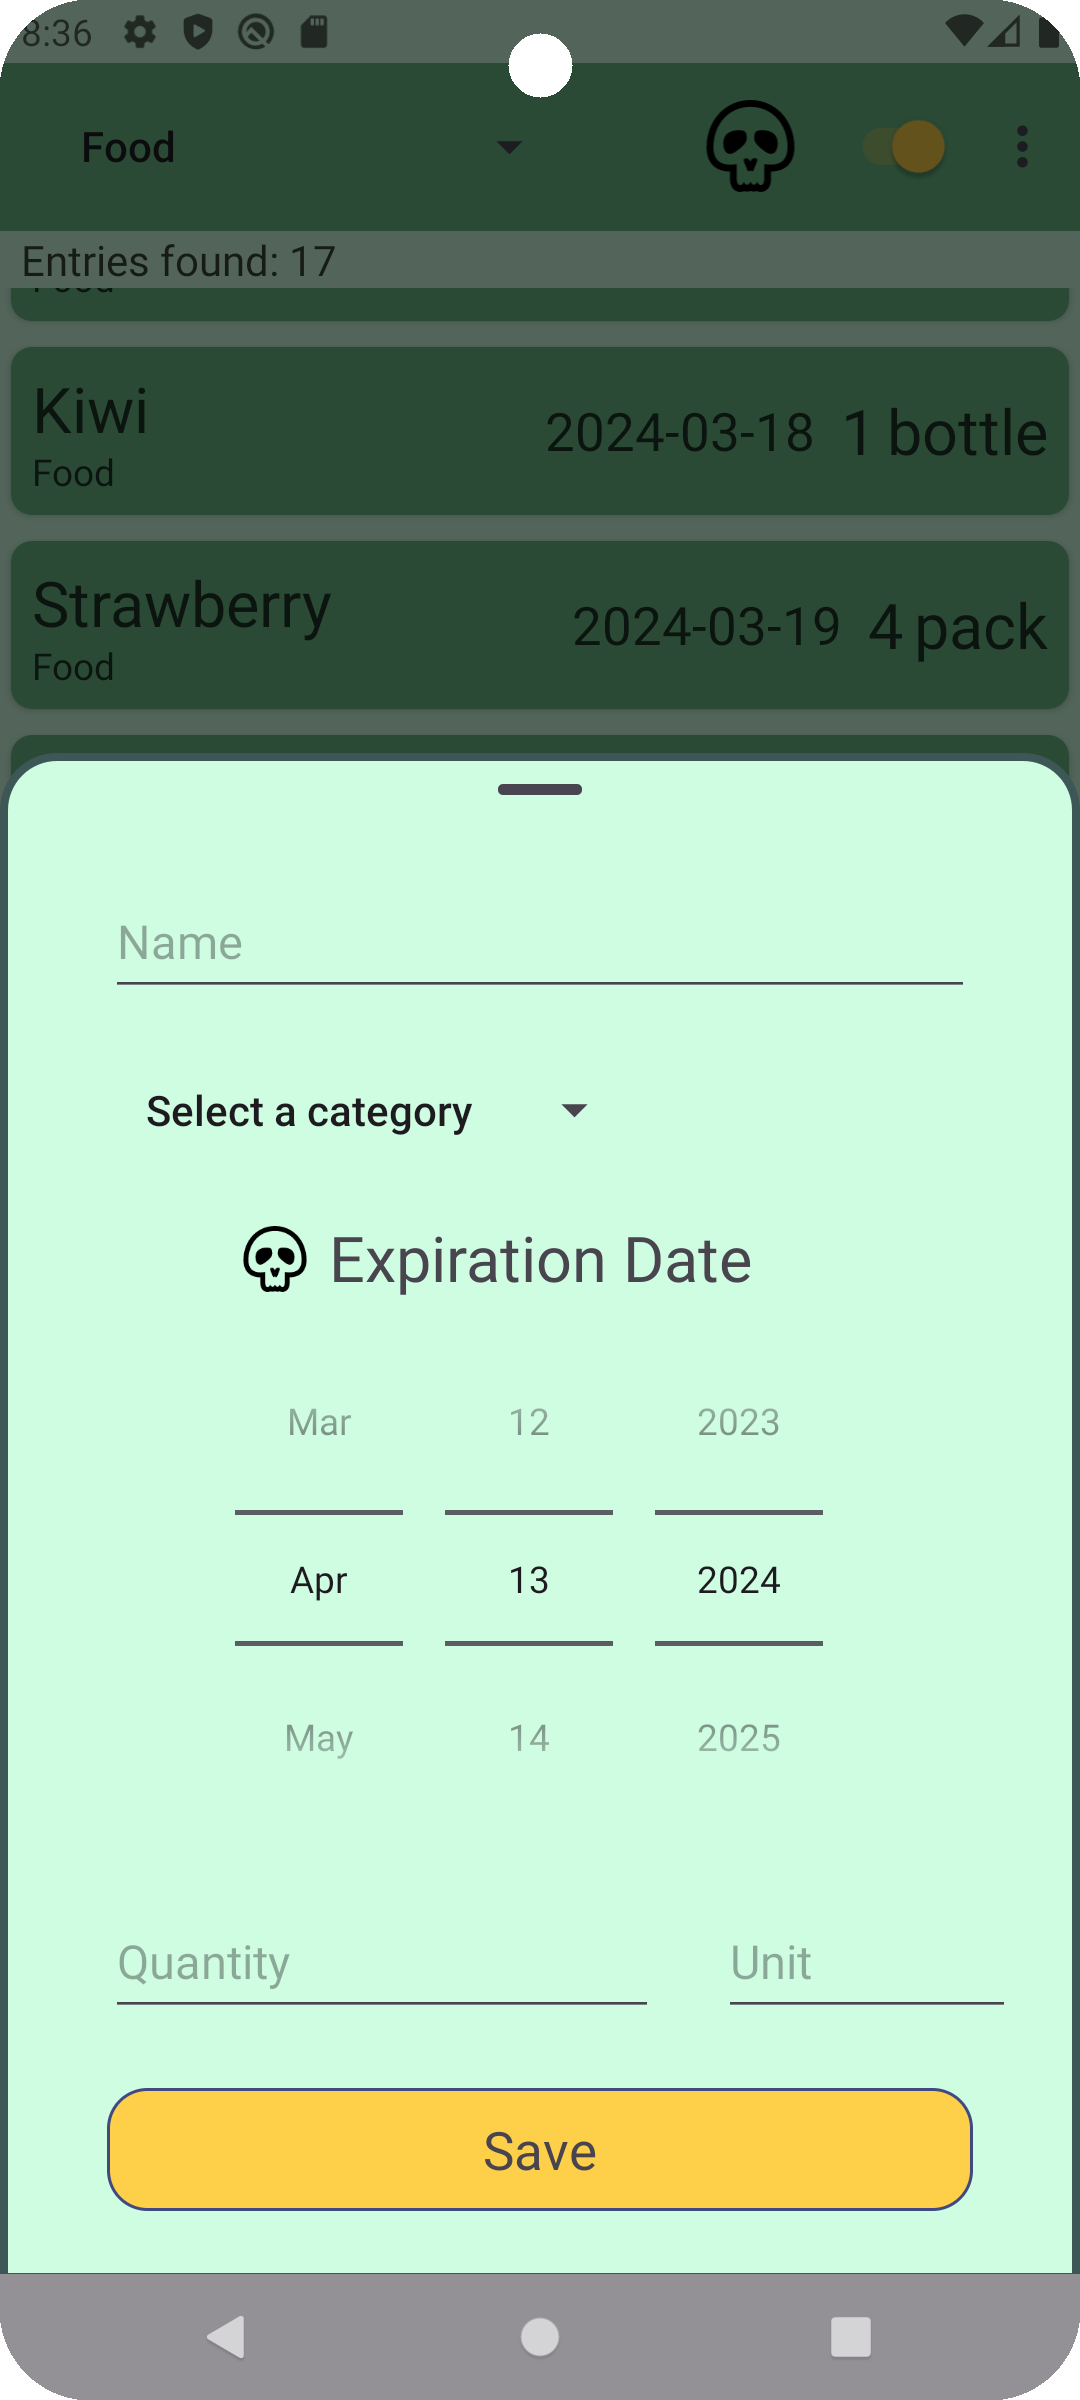 8:36
Food
Entries found: 17
Food
Kiwi
Food
2024-03-18 1 bottle
Strawberry
Food
2024-03-19 4 pack
Name
Select a category
Expiration Date
Mar 12 2023
Apr 13 2024
May 14 2025
Quantity Unit
Save